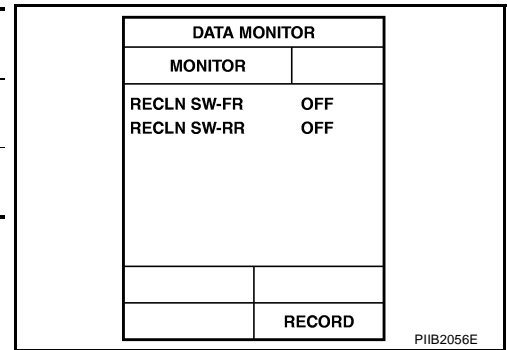 DATA MONITOR
MONITOR
RECLN SW-FR OFF
RECLN SW-RR OFF
RECORD
PIIB2056E